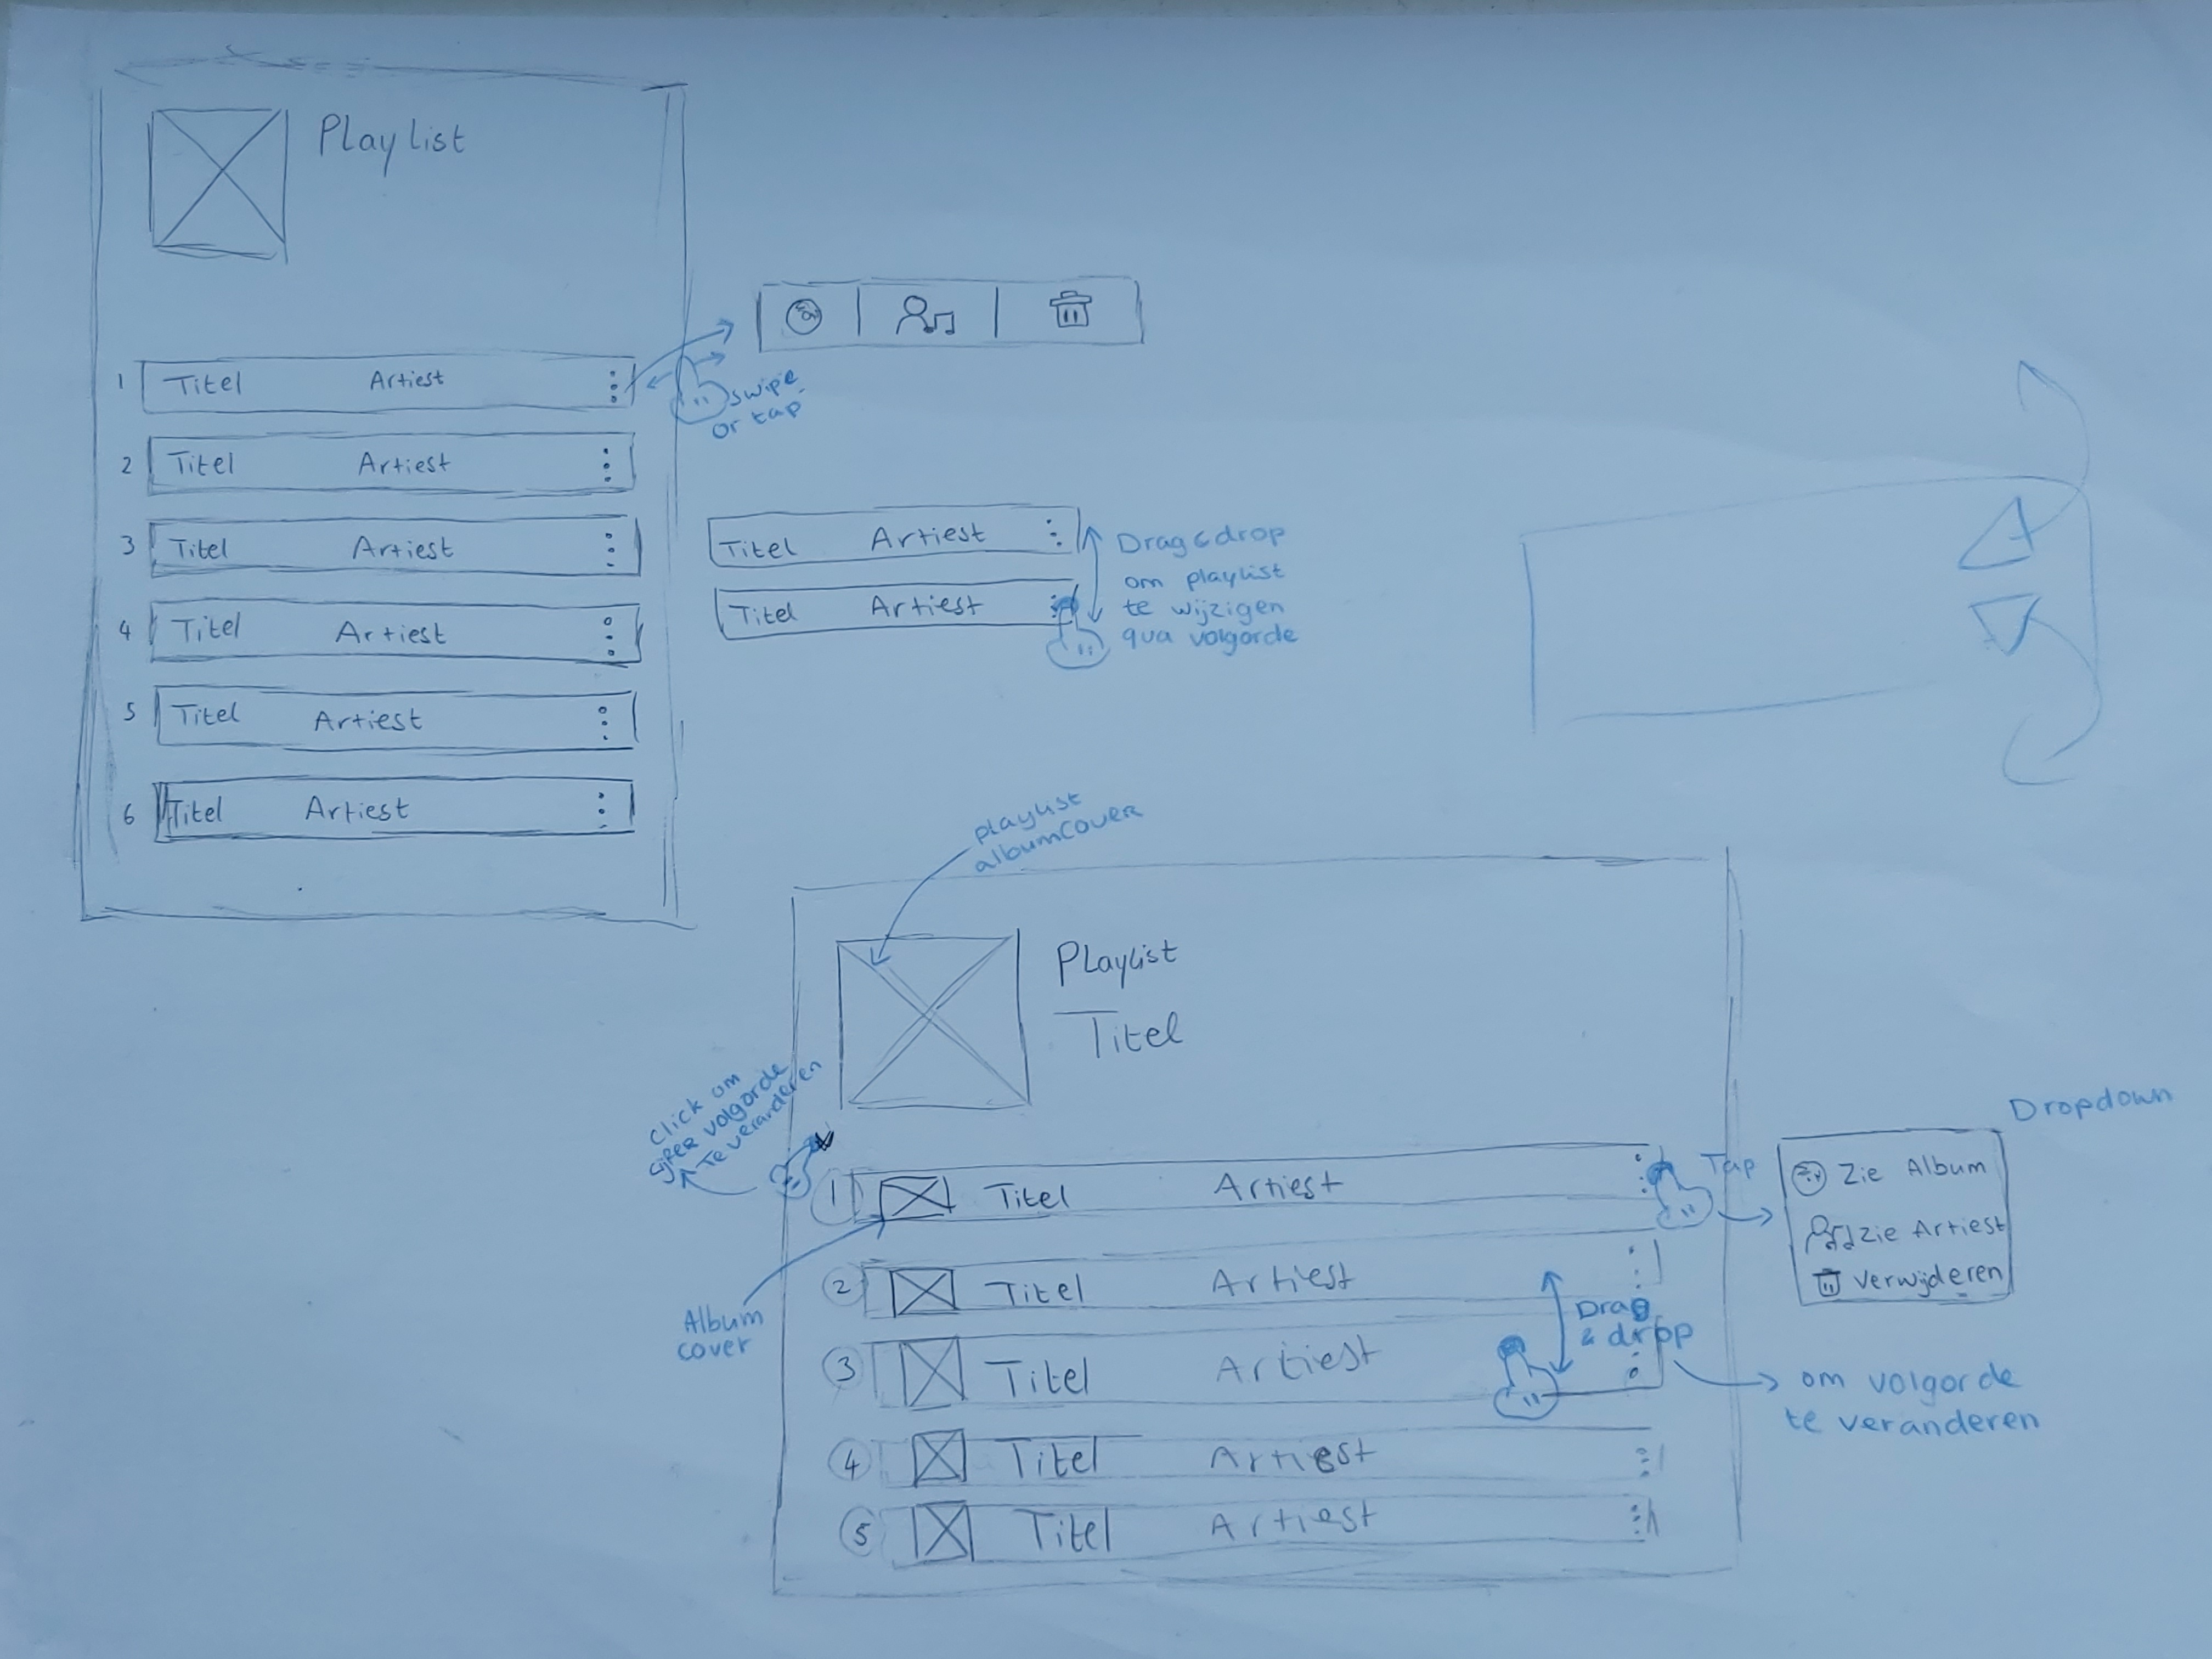 Playlist
1 Titel Artiest
2 Titel Artiest
3 Titel Artiest
4 Titel Artiest
5 Titel Artiest
6 Titel Artiest
swipe
or tap
Titel Artiest
Titel Artiest
Drag & drop
om playlist
te wijzigen
qua volgorde
playlist
albumcover
Playlist
Titel
click om
cijfer volgorde
te veranderen
Album
cover
1 Titel Artiest
2 Titel Artiest
3 Titel Artiest
4 Titel Artiest
5 Titel Artiest
Tap
Drag
& drop
om volgorde
te veranderen
Dropdown
Zie Album
Zie Artiest
verwijderen